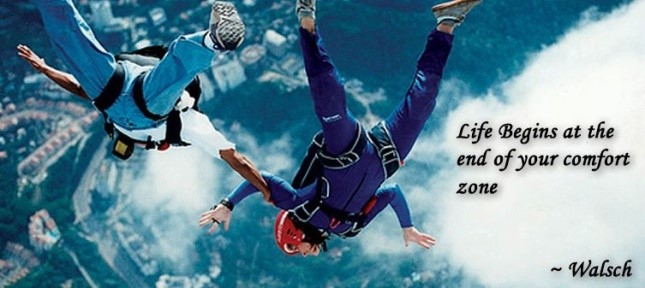 Life Begins at the
end of your comfort
zone
~ Walsch